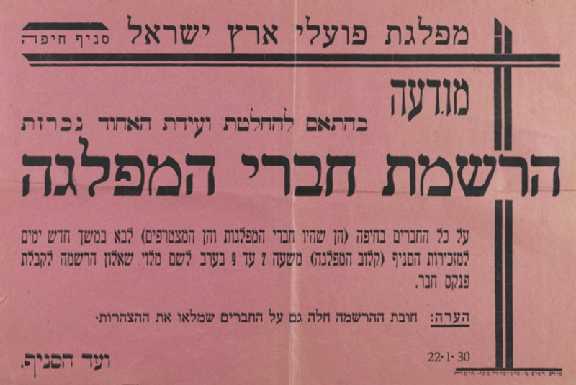 מפלגת פועלי ארץ ישראל סניף חיפה
מודעה
בהתאם להחלטת ועידת האחוד נכרזת
הרשמת חברי המפלגה
על כל החברים בחיפה (הן שהיו חברי המפלגות והן המצטרפים) לבא במשך חדש ימים
למזכירות הסניף (קלוב המפלגה) משעה 7 עד 9 בערב לשם מלוי שאלון הרשמה לקבלת
פנקס חבר.
הערה: חובת ההרשמה חלה גם על החברים שמלאו את ההצהרות.
22-1-30 ועד הסניף.